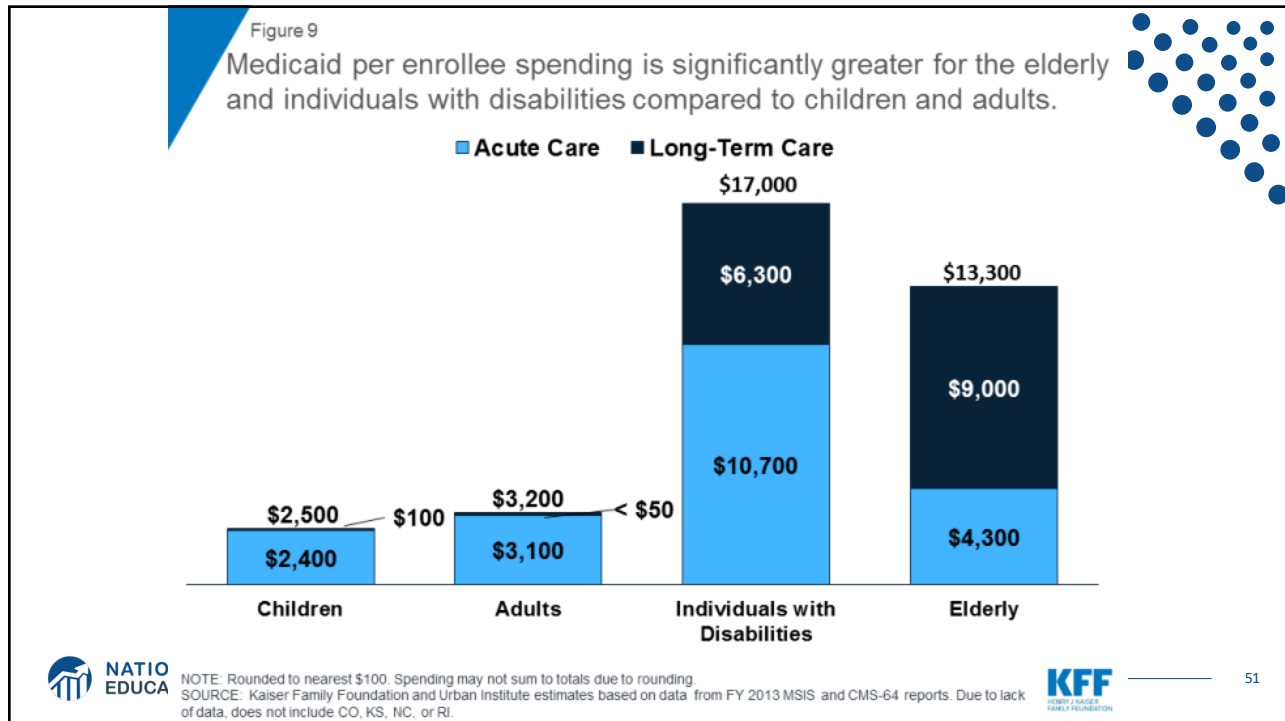 Figure 9
Medicaid per enrollee spending is significantly greater for the elderly
and individuals with disabilities compared to children and adults.
Acute Care Long-Term Care
$17,000
$6,300
$10,700
$13,300
$9,000
$4,300
$2,500
$100
$2,400
$3,200
< $50
$3,100
Children Adults Individuals with Disabilities Elderly
NATIO
EDUCA
NOTE: Rounded to nearest $100. Spending may not sum to totals due to rounding.
SOURCE: Kaiser Family Foundation and Urban Institute estimates based on data from FY 2013 MSIS and CMS-64 reports. Due to lack
of data, does not include CO, KS, NC, or RI.
KFF
HENRY J KAISER
FAMILY FOUNDATION
51